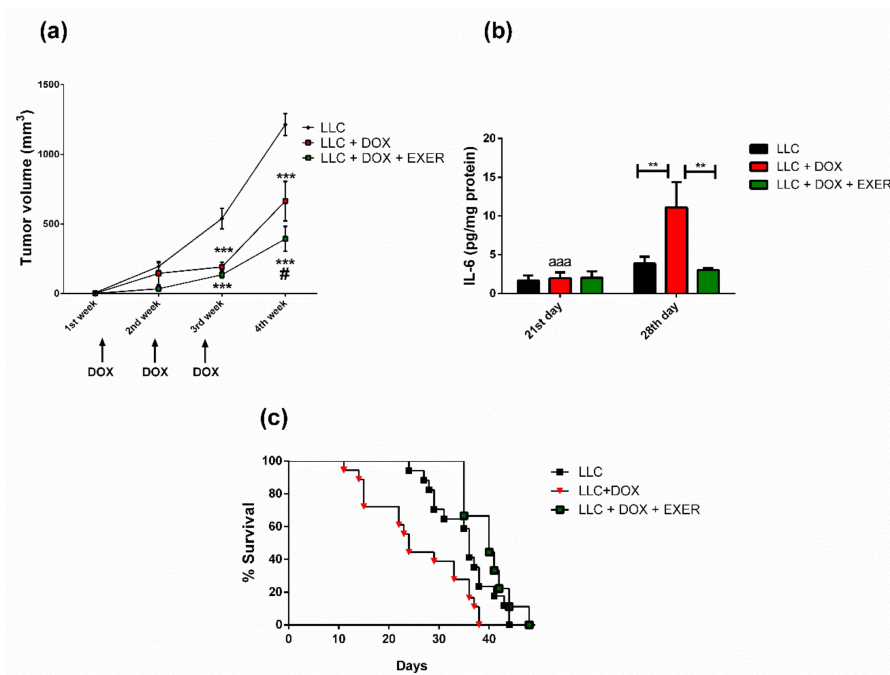 (a)
Tumor volume (mm³)
1500
1000
500
0
LLC
LLC + DOX
LLC + DOX + EXER
***
***
***
***
#
1st week
2nd week
3rd week
4th week
DOX
DOX
DOX
(b)
IL-6 (pg/mg protein)
20
15
10
5
0
**
**
aaa
21st day
28th day
LLC
LLC + DOX
LLC + DOX + EXER
(c)
% Survival
100
80
60
40
20
0
0
10
20
30
40
Days
LLC
LLC+DOX
LLC + DOX + EXER